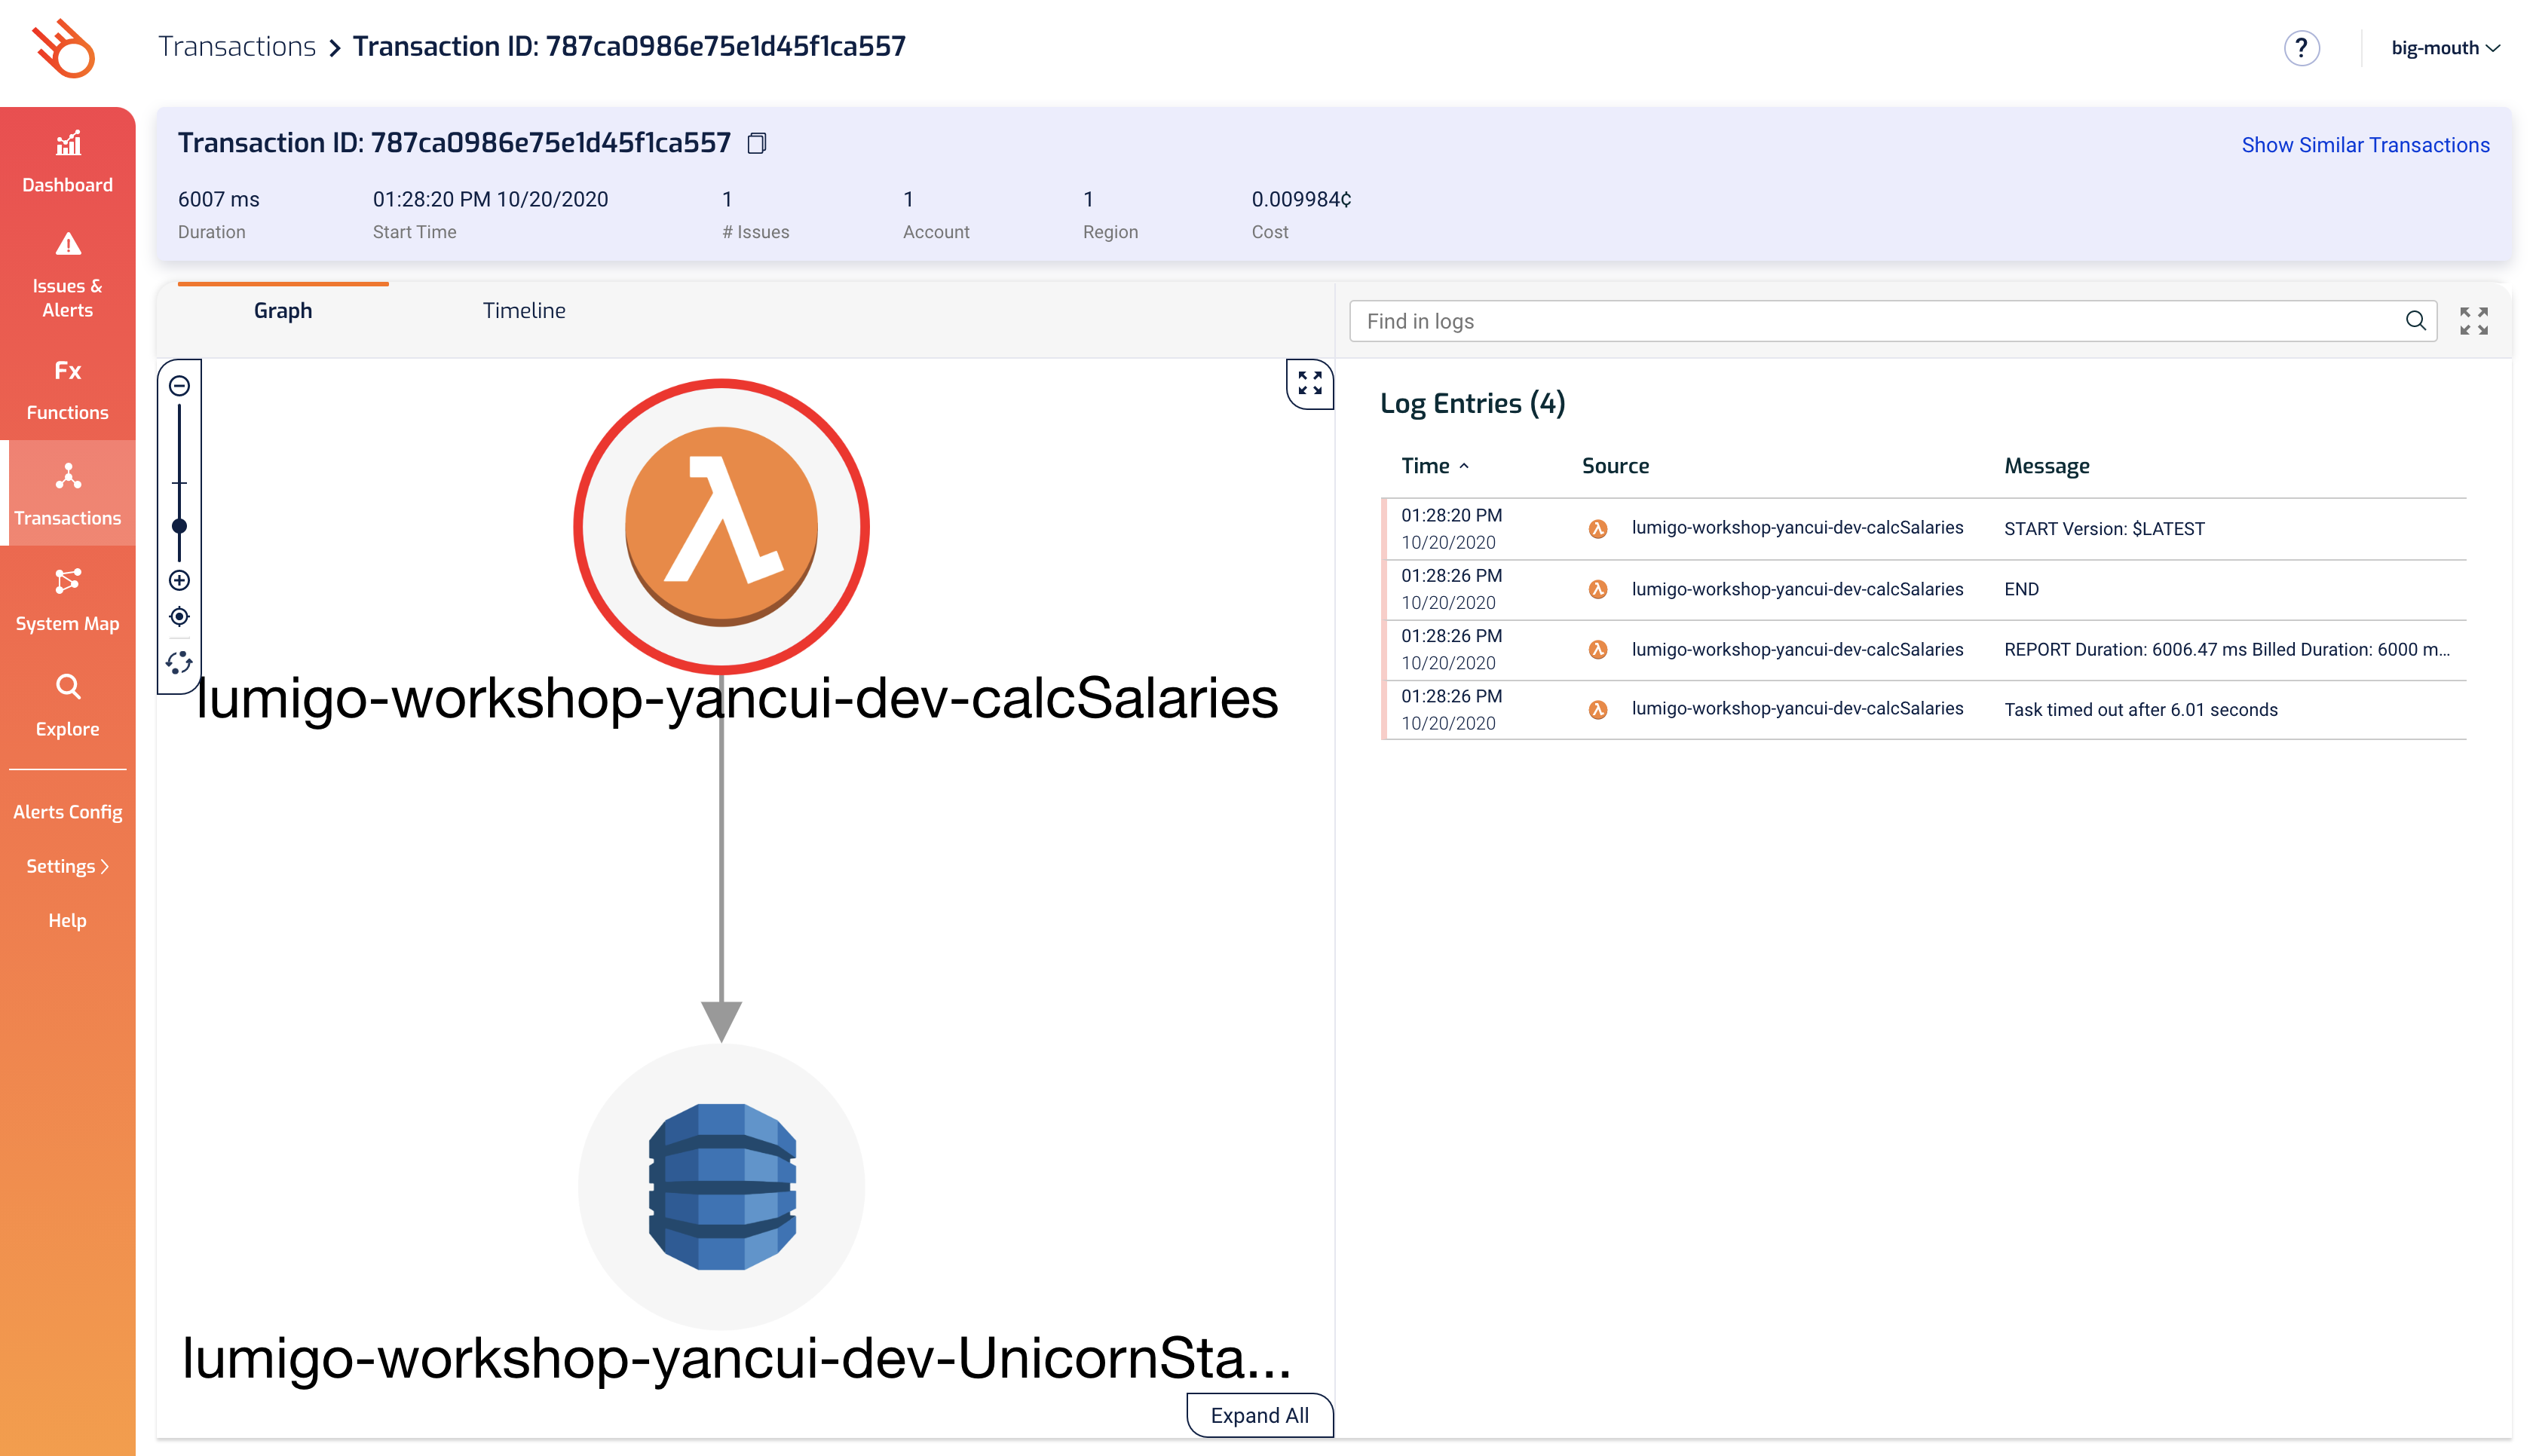 Transactions > Transaction ID: 787ca0986e75e1d45f1ca557
? big-mouth
Dashboard
Issues &
Alerts
Fx
Functions
Transactions
System Map
Explore
Alerts Config
Settings >
Help
Transaction ID: 787ca0986e75e1d45f1ca557
Show Similar Transactions
6007 ms 01:28:20 PM 10/20/2020 1 1 1 0.009984¢
Duration Start Time # Issues Account Region Cost
Graph Timeline
lumigo-workshop-yancui-dev-calcSalaries
lumigo-workshop-yancui-dev-UnicornSta...
Expand All
Find in logs
Log Entries (4)
Time Source Message
01:28:20 PM
10/20/2020 lumigo-workshop-yancui-dev-calcSalaries START Version: $LATEST
01:28:26 PM
10/20/2020 lumigo-workshop-yancui-dev-calcSalaries END
01:28:26 PM
10/20/2020 lumigo-workshop-yancui-dev-calcSalaries REPORT Duration: 6006.47 ms Billed Duration: 6000 m...
01:28:26 PM
10/20/2020 lumigo-workshop-yancui-dev-calcSalaries Task timed out after 6.01 seconds